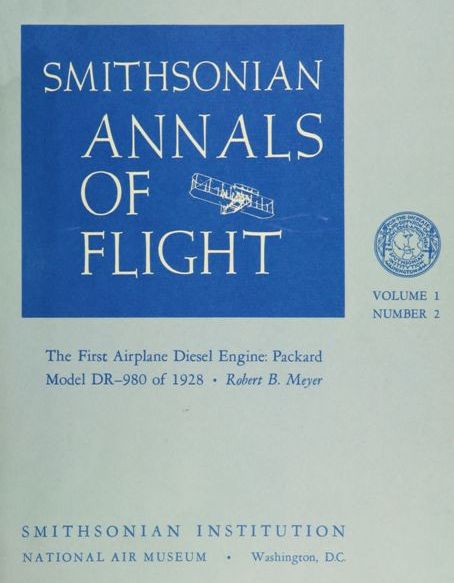 SMITHSONIAN
ANNALS
OF
FLIGHT
VOLUME 1
NUMBER 2
The First Airplane Diesel Engine: Packard
Model DR–980 of 1928 • Robert B. Meyer
SMITHSONIAN INSTITUTION
NATIONAL AIR MUSEUM • Washington, D.C.